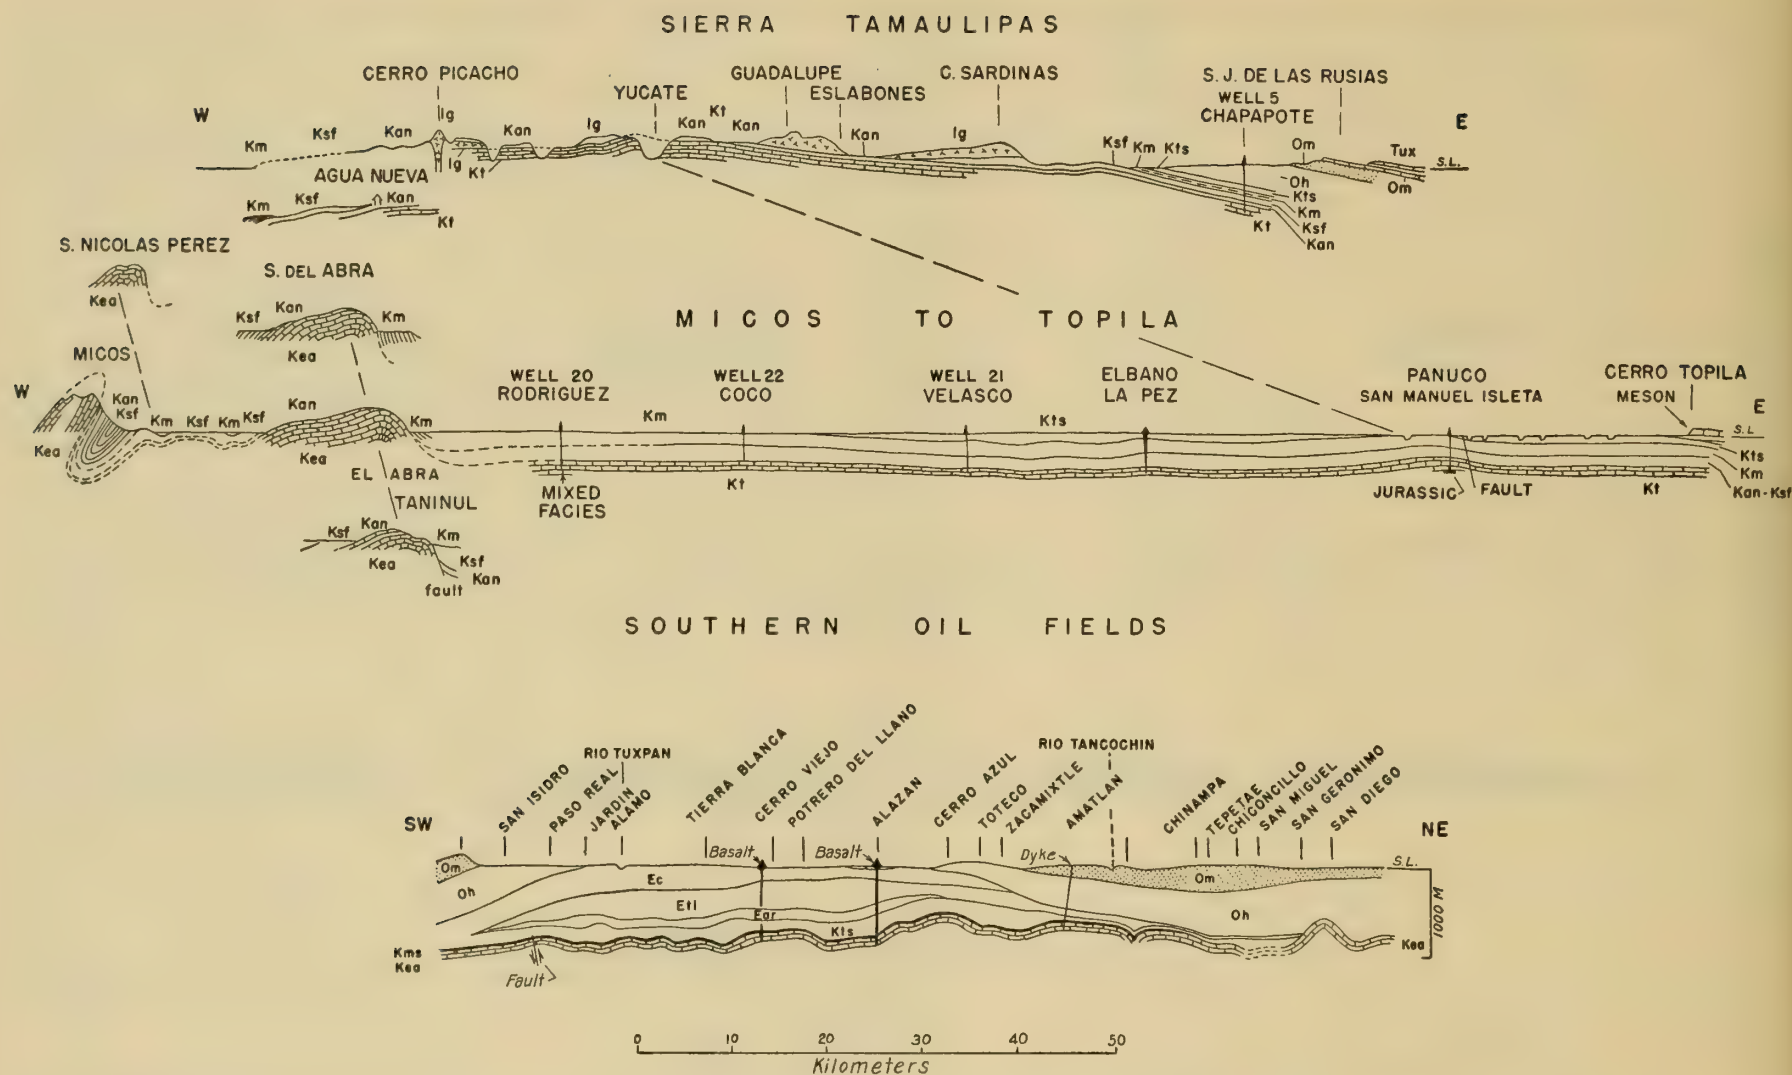 SIERRA TAMAULIPAS
CERRO PICACHO
YUCATE
GUADALUPE
ESLABONES
C. SARDINAS
S. J. DE LAS RUSIAS
WELL 5
CHAPAPOTE
W
E
Km
Ksf
Kan
Ig
Ig
Kt
Kan
Ig
Kan
Kt
Kan
Kan
Ig
Ksf
Km
Kts
Om
Tux
S.L.
Oh
Om
Kts
Km
Ksf
Kan
Kt
AGUA NUEVA
Km
Ksf
Kan
Kt
S. NICOLAS PEREZ
Kea
S. DEL ABRA
Ksf
Kan
Km
Kea
MICOS TO TOPILA
MICOS
W
Kea
Kan
Ksf
Km
Ksf
Km
Ksf
Kan
Km
Kea
WELL 20
RODRIGUEZ
WELL 22
COCO
WELL 21
VELASCO
ELBANO
LA PEZ
PANUCO
SAN MANUEL ISLETA
CERRO TOPILA
MESON
E
S.L
Km
Kts
Kts
Km
Kan-Ksf
Kt
Kt
MIXED
FACIES
JURASSIC
FAULT
EL ABRA
TANINUL
Ksf
Kan
Km
Kea
Ksf
Kan
fault
SOUTHERN OIL FIELDS
SW
NE
SAN ISIDRO
PASO REAL
JARDIN
RIO TUXPAN
ALAMO
TIERRA BLANCA
CERRO VIEJO
POTRERO DEL LLANO
ALAZAN
CERRO AZUL
TOTECO
ZACAMIXTLE
RIO TANCOCHIN
AMATLAN
CHINAMPA
TEPETAE
CHICONCILLO
SAN MIGUEL
SAN GERONIMO
SAN DIEGO
Basalt
Basalt
Dyke
S.L.
Om
Oh
Ec
Etl
Ear
Kts
Om
Oh
Kea
1000 M
Kms
Kea
Fault
0 10 20 30 40 50
Kilometers